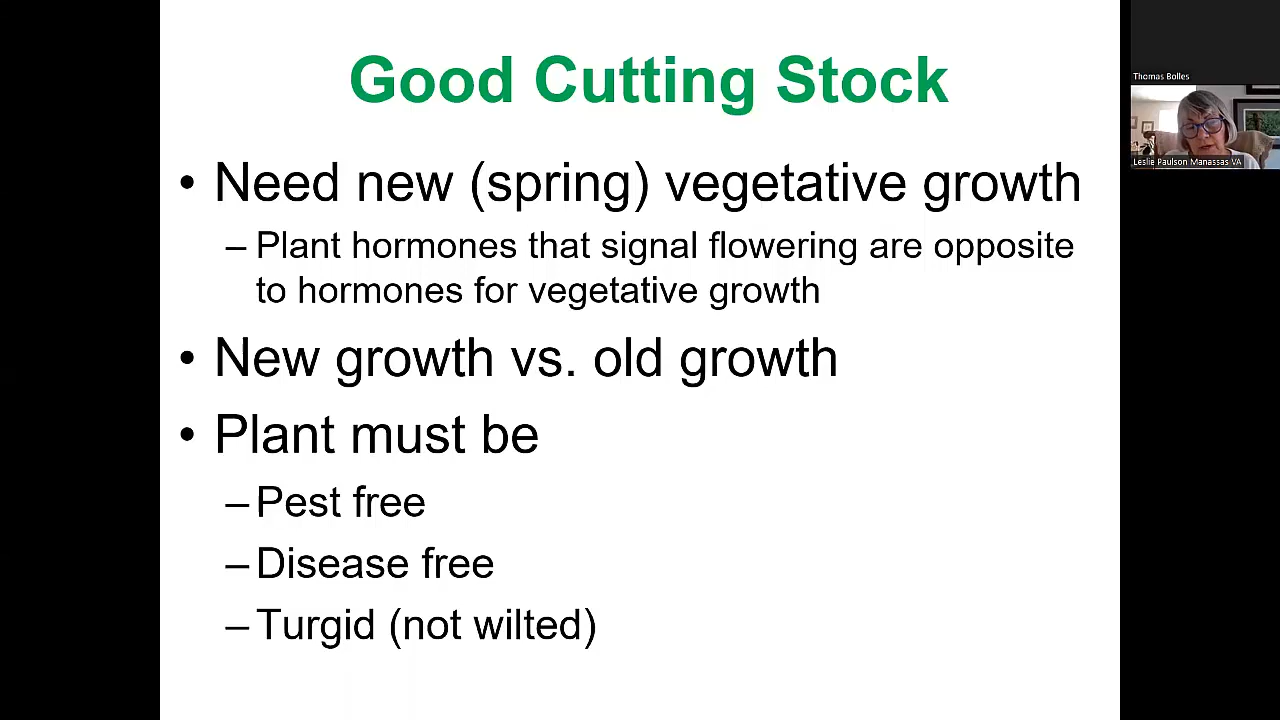 Good Cutting Stock
• Need new (spring) vegetative growth
– Plant hormones that signal flowering are opposite
to hormones for vegetative growth
• New growth vs. old growth
• Plant must be
– Pest free
– Disease free
– Turgid (not wilted)
Thomas Bolles
Leslie Paulson Manassas VA